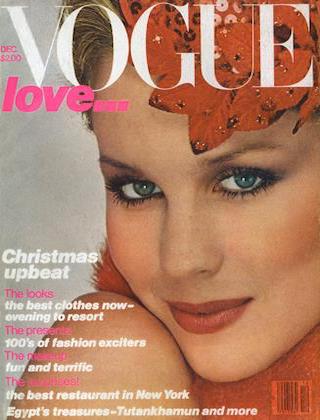 VOGUE
DEC.
$2.00
love...
Christmas
upbeat
The looks
the best clothes now–
evening to resort
The presents
100's of fashion exciters
The makeup
fun and terrific
The surprises!
the best restaurant in New York
Egypt's treasures–Tutankhamun and more